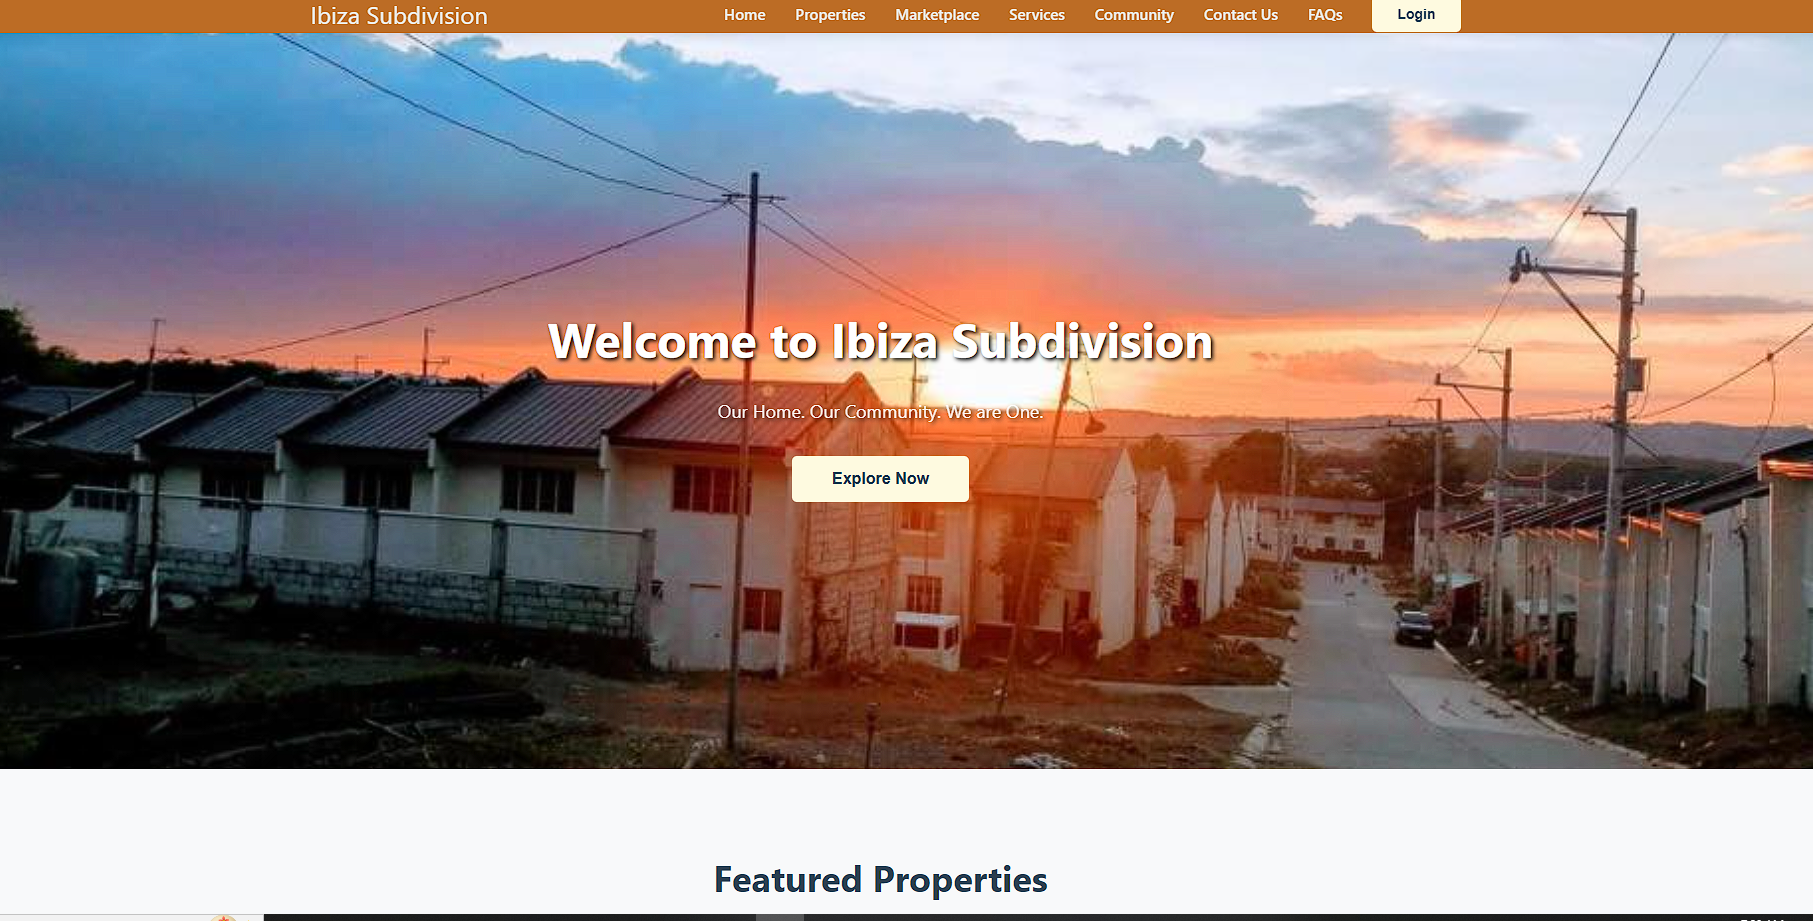 Ibiza Subdivision
Home Properties Marketplace Services Community Contact Us FAQs Login
Welcome to Ibiza Subdivision
Our Home. Our Community. We are One.
Explore Now
Featured Properties